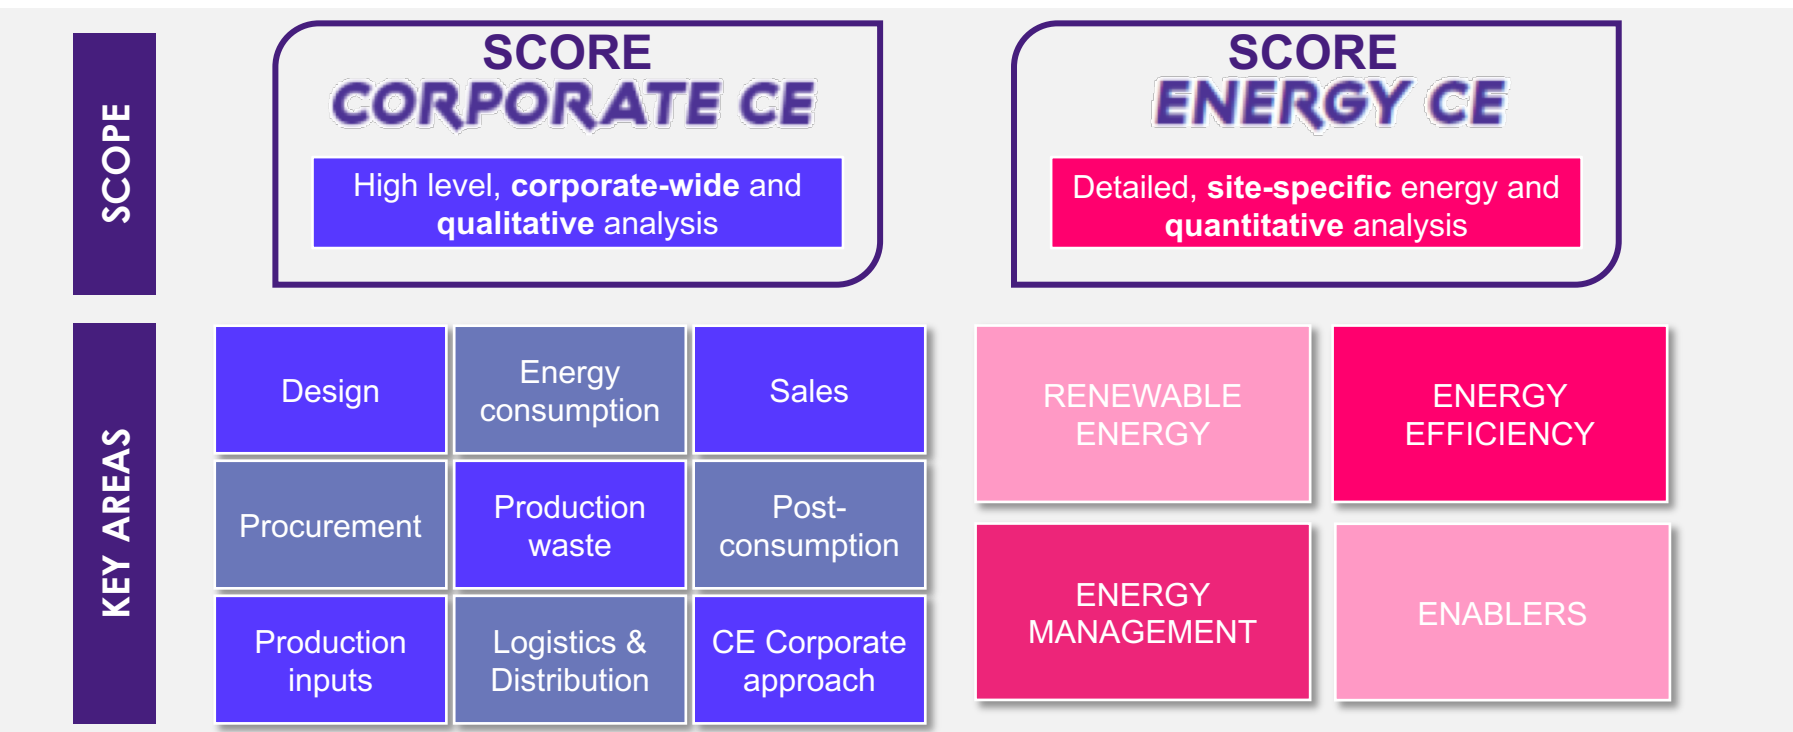 SCOPE
SCORE
CORPORATE CE
High level, corporate-wide and
qualitative analysis
SCORE
ENERGY CE
Detailed, site-specific energy and
quantitative analysis
KEY AREAS
Design
Energy
consumption
Sales
Procurement
Production
waste
Post-
consumption
Production
inputs
Logistics &
Distribution
CE Corporate
approach
RENEWABLE
ENERGY
ENERGY
EFFICIENCY
ENERGY
MANAGEMENT
ENABLERS